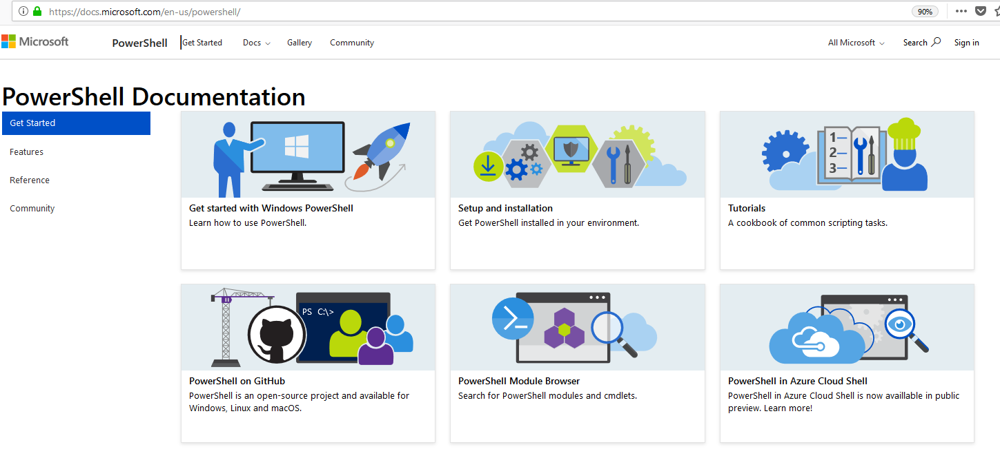 https://docs.microsoft.com/en-us/powershell/
90%
Microsoft
PowerShell
Get Started
Docs
Gallery
Community
All Microsoft
Search
Sign in
PowerShell Documentation
Get Started
Features
Reference
Community
Get started with Windows PowerShell
Learn how to use PowerShell.
Setup and installation
Get PowerShell installed in your environment.
1
2
3
Tutorials
A cookbook of common scripting tasks.
PS C:\>
PowerShell on GitHub
PowerShell is an open-source project and available for
Windows, Linux and macOS.
PowerShell Module Browser
Search for PowerShell modules and cmdlets.
PowerShell in Azure Cloud Shell
PowerShell in Azure Cloud Shell is now availlable in public
preview. Learn more!